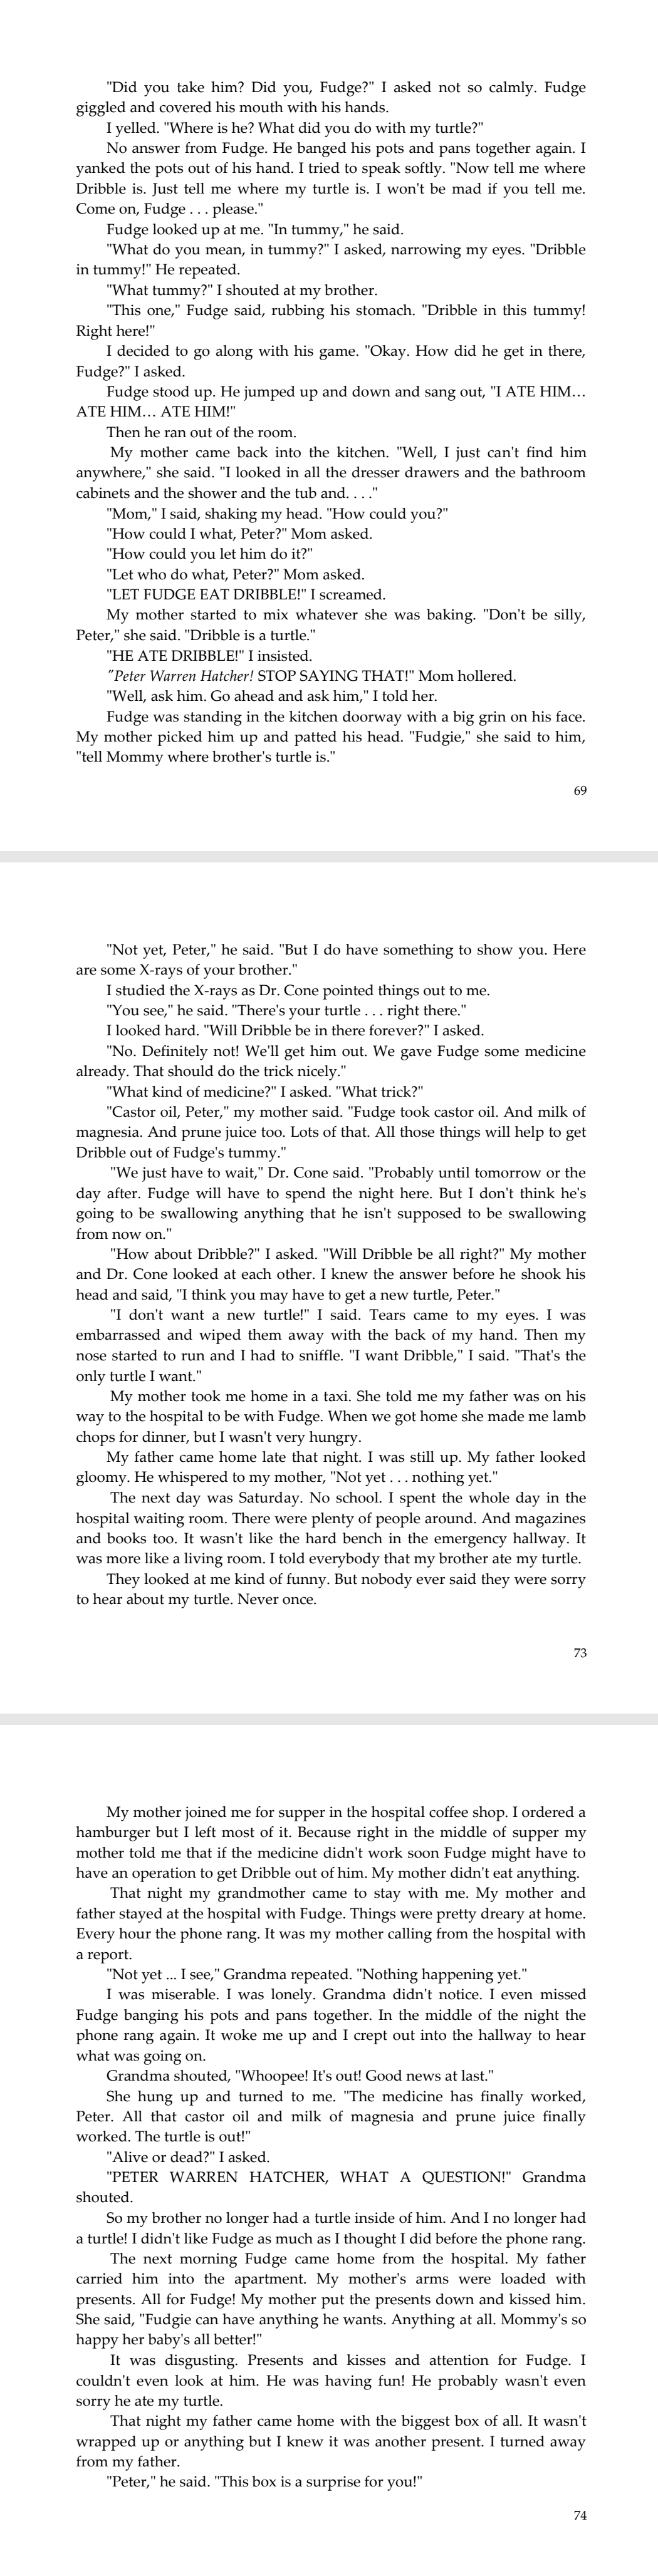 "Did you take him? Did you, Fudge?" I asked not so calmly. Fudge
giggled and covered his mouth with his hands.
I yelled. "Where is he? What did you do with my turtle?"
No answer from Fudge. He banged his pots and pans together again. I
yanked the pots out of his hand. I tried to speak softly. "Now tell me where
Dribble is. Just tell me where my turtle is. I won't be mad if you tell me.
Come on, Fudge . . . please."
Fudge looked up at me. "In tummy," he said.
"What do you mean, in tummy?" I asked, narrowing my eyes. "Dribble
in tummy!" He repeated.
"What tummy?" I shouted at my brother.
"This one," Fudge said, rubbing his stomach. "Dribble in this tummy!
Right here!"
I decided to go along with his game. "Okay. How did he get in there,
Fudge?" I asked.
Fudge stood up. He jumped up and down and sang out, "I ATE HIM…
ATE HIM… ATE HIM!"
Then he ran out of the room.
My mother came back into the kitchen. "Well, I just can't find him
anywhere," she said. "I looked in all the dresser drawers and the bathroom
cabinets and the shower and the tub and. . . ."
"Mom," I said, shaking my head. "How could you?"
"How could I what, Peter?" Mom asked.
"How could you let him do it?"
"Let who do what, Peter?" Mom asked.
"LET FUDGE EAT DRIBBLE!" I screamed.
My mother started to mix whatever she was baking. "Don't be silly,
Peter," she said. "Dribble is a turtle."
"HE ATE DRIBBLE!" I insisted.
"Peter Warren Hatcher! STOP SAYING THAT!" Mom hollered.
"Well, ask him. Go ahead and ask him," I told her.
Fudge was standing in the kitchen doorway with a big grin on his face.
My mother picked him up and patted his head. "Fudgie," she said to him,
"tell Mommy where brother's turtle is."
69
"Not yet, Peter," he said. "But I do have something to show you. Here
are some X-rays of your brother."
I studied the X-rays as Dr. Cone pointed things out to me.
"You see," he said. "There's your turtle . . . right there."
I looked hard. "Will Dribble be in there forever?" I asked.
"No. Definitely not! We'll get him out. We gave Fudge some medicine
already. That should do the trick nicely."
"What kind of medicine?" I asked. "What trick?"
"Castor oil, Peter," my mother said. "Fudge took castor oil. And milk of
magnesia. And prune juice too. Lots of that. All those things will help to get
Dribble out of Fudge's tummy."
"We just have to wait," Dr. Cone said. "Probably until tomorrow or the
day after. Fudge will have to spend the night here. But I don't think he's
going to be swallowing anything that he isn't supposed to be swallowing
from now on."
"How about Dribble?" I asked. "Will Dribble be all right?" My mother
and Dr. Cone looked at each other. I knew the answer before he shook his
head and said, "I think you may have to get a new turtle, Peter."
"I don't want a new turtle!" I said. Tears came to my eyes. I was
embarrassed and wiped them away with the back of my hand. Then my
nose started to run and I had to sniffle. "I want Dribble," I said. "That's the
only turtle I want."
My mother took me home in a taxi. She told me my father was on his
way to the hospital to be with Fudge. When we got home she made me lamb
chops for dinner, but I wasn't very hungry.
My father came home late that night. I was still up. My father looked
gloomy. He whispered to my mother, "Not yet . . . nothing yet."
The next day was Saturday. No school. I spent the whole day in the
hospital waiting room. There were plenty of people around. And magazines
and books too. It wasn't like the hard bench in the emergency hallway. It
was more like a living room. I told everybody that my brother ate my turtle.
They looked at me kind of funny. But nobody ever said they were sorry
to hear about my turtle. Never once.
73
My mother joined me for supper in the hospital coffee shop. I ordered a
hamburger but I left most of it. Because right in the middle of supper my
mother told me that if the medicine didn't work soon Fudge might have to
have an operation to get Dribble out of him. My mother didn't eat anything.
That night my grandmother came to stay with me. My mother and
father stayed at the hospital with Fudge. Things were pretty dreary at home.
Every hour the phone rang. It was my mother calling from the hospital with
a report.
"Not yet ... I see," Grandma repeated. "Nothing happening yet."
I was miserable. I was lonely. Grandma didn't notice. I even missed
Fudge banging his pots and pans together. In the middle of the night the
phone rang again. It woke me up and I crept out into the hallway to hear
what was going on.
Grandma shouted, "Whoopee! It's out! Good news at last."
She hung up and turned to me. "The medicine has finally worked,
Peter. All that castor oil and milk of magnesia and prune juice finally
worked. The turtle is out!"
"Alive or dead?" I asked.
"PETER WARREN HATCHER, WHAT A QUESTION!" Grandma
shouted.
So my brother no longer had a turtle inside of him. And I no longer had
a turtle! I didn't like Fudge as much as I thought I did before the phone rang.
The next morning Fudge came home from the hospital. My father
carried him into the apartment. My mother's arms were loaded with
presents. All for Fudge! My mother put the presents down and kissed him.
She said, "Fudgie can have anything he wants. Anything at all. Mommy's so
happy her baby's all better!"
It was disgusting. Presents and kisses and attention for Fudge. I
couldn't even look at him. He was having fun! He probably wasn't even
sorry he ate my turtle.
That night my father came home with the biggest box of all. It wasn't
wrapped up or anything but I knew it was another present. I turned away
from my father.
"Peter," he said. "This box is a surprise for you!"
74